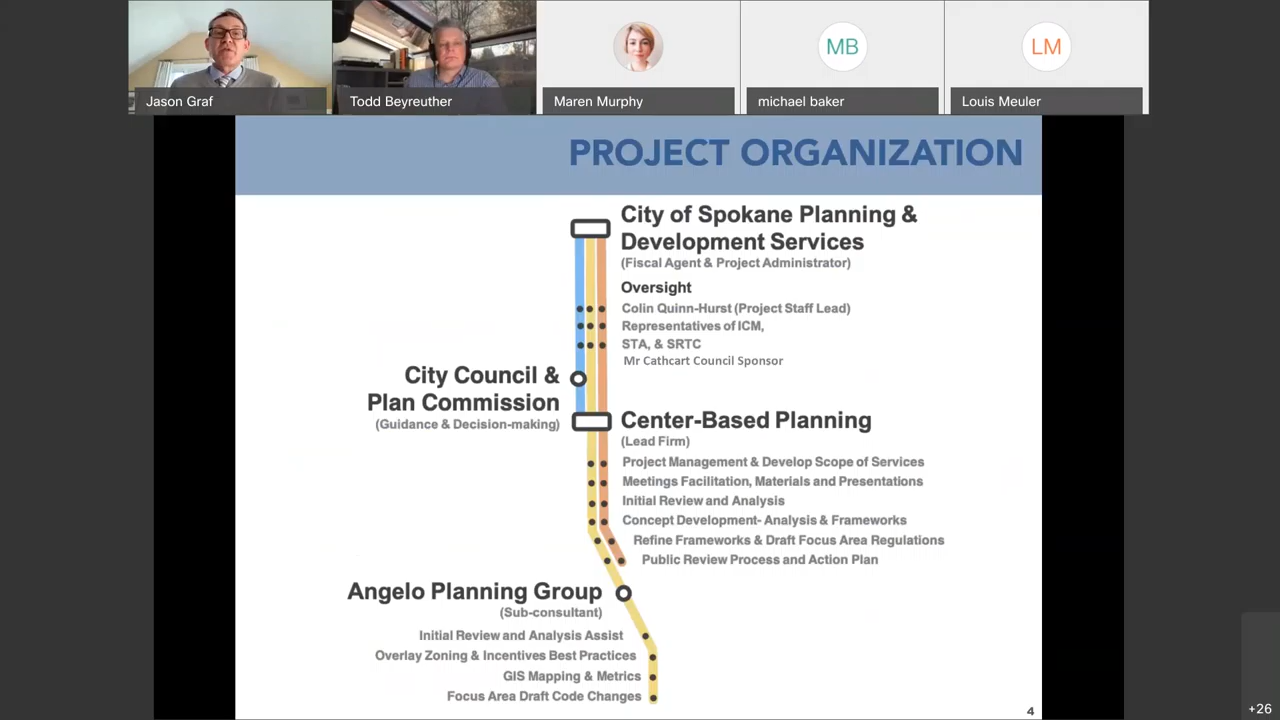 MB
LM
Jason Graf
Todd Beyreuther
Maren Murphy
michael baker
Louis Meuler
PROJECT ORGANIZATION
City of Spokane Planning &
Development Services
(Fiscal Agent & Project Administrator)
Oversight
Colin Quinn-Hurst (Project Staff Lead)
Representatives of ICM,
STA, & SRTC
Mr Cathcart Council Sponsor
City Council &
Plan Commission
(Guidance & Decision-making)
Center-Based Planning
(Lead Firm)
Project Management & Develop Scope of Services
Meetings Facilitation, Materials and Presentations
Initial Review and Analysis
Concept Development- Analysis & Frameworks
Refine Frameworks & Draft Focus Area Regulations
Public Review Process and Action Plan
Angelo Planning Group
(Sub-consultant)
Initial Review and Analysis Assist
Overlay Zoning & Incentives Best Practices
GIS Mapping & Metrics
Focus Area Draft Code Changes
4
+26